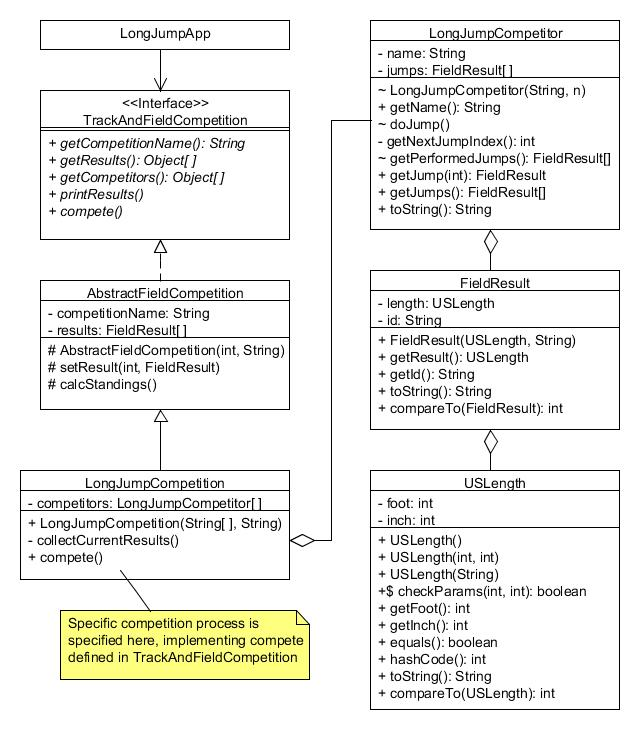 LongJumpApp
<<Interface>>
TrackAndFieldCompetition
+ getCompetitionName(): String
+ getResults(): Object[ ]
+ getCompetitors(): Object[ ]
+ printResults()
+ compete()
AbstractFieldCompetition
- competitionName: String
- results: FieldResult[ ]
# AbstractFieldCompetition(int, String)
# setResult(int, FieldResult)
# calcStandings()
LongJumpCompetition
- competitors: LongJumpCompetitor[ ]
+ LongJumpCompetition(String[ ], String)
- collectCurrentResults()
+ compete()
Specific competition process is
specified here, implementing compete
defined in TrackAndFieldCompetition
LongJumpCompetitor
- name: String
- jumps: FieldResult[ ]
~ LongJumpCompetitor(String, n)
+ getName(): String
~ doJump()
- getNextJumpIndex(): int
~ getPerformedJumps(): FieldResult[]
+ getJump(int): FieldResult
+ getJumps(): FieldResult[]
+ toString(): String
FieldResult
- length: USLength
- id: String
+ FieldResult(USLength, String)
+ getResult(): USLength
+ getId(): String
+ toString(): String
+ compareTo(FieldResult): int
USLength
- foot: int
- inch: int
+ USLength()
+ USLength(int, int)
+ USLength(String)
+$ checkParams(int, int): boolean
+ getFoot(): int
+ getInch(): int
+ equals(): boolean
+ hashCode(): int
+ toString(): String
+ compareTo(USLength): int